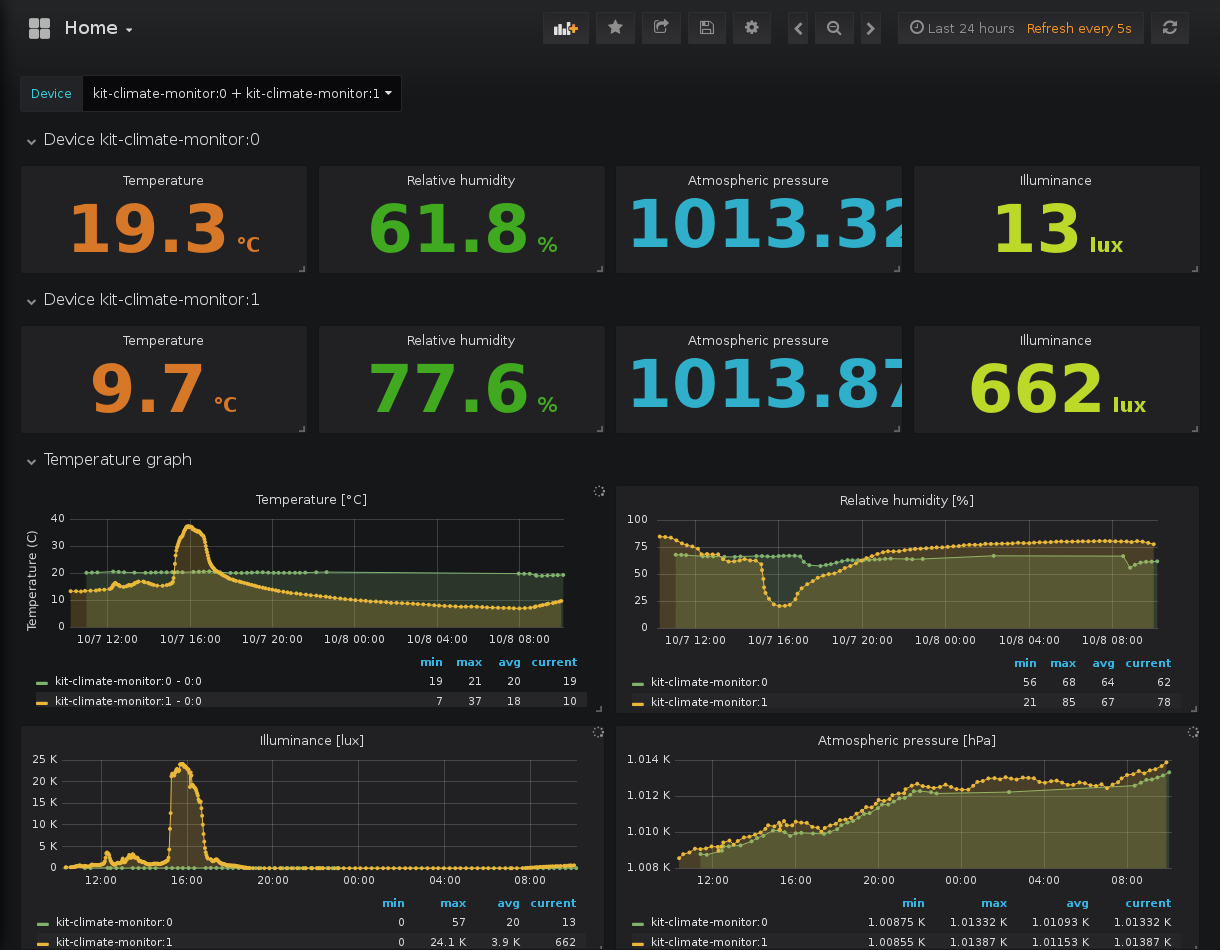 Home
Last 24 hours Refresh every 5s
Device kit-climate-monitor:0 + kit-climate-monitor:1
Device kit-climate-monitor:0
Temperature Relative humidity Atmospheric pressure Illuminance
19.3 °C 61.8 % 1013.32 13 lux
Device kit-climate-monitor:1
Temperature Relative humidity Atmospheric pressure Illuminance
9.7 °C 77.6 % 1013.87 662 lux
Temperature graph
Temperature [°C]
Temperature (C)
40
30
20
10
0
10/7 12:00 10/7 16:00 10/7 20:00 10/8 00:00 10/8 04:00 10/8 08:00
min max avg current
kit-climate-monitor:0 - 0:0 19 21 20 19
kit-climate-monitor:1 - 0:0 7 37 18 10
Relative humidity [%]
100
75
50
25
0
10/7 12:00 10/7 16:00 10/7 20:00 10/8 00:00 10/8 04:00 10/8 08:00
min max avg current
kit-climate-monitor:0 56 68 64 62
kit-climate-monitor:1 21 85 67 78
Illuminance [lux]
25 K
20 K
15 K
10 K
5 K
0
12:00 16:00 20:00 00:00 04:00 08:00
min max avg current
kit-climate-monitor:0 0 57 20 13
kit-climate-monitor:1 0 24.1 K 3.9 K 662
Atmospheric pressure [hPa]
1.014 K
1.012 K
1.010 K
1.008 K
12:00 16:00 20:00 00:00 04:00 08:00
min max avg current
kit-climate-monitor:0 1.00875 K 1.01332 K 1.01093 K 1.01332 K
kit-climate-monitor:1 1.00855 K 1.01387 K 1.01153 K 1.01387 K